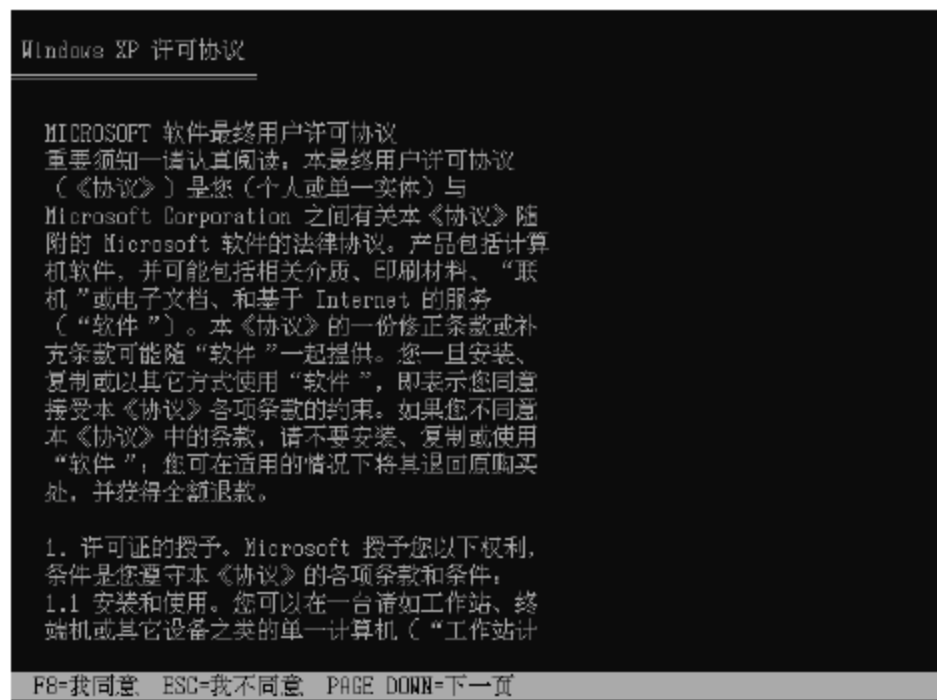 Windows XP 许可协议
MICROSOFT 软件最终用户许可协议
重要须知—请认真阅读：本最终用户许可协议
（《协议》）是您（个人或单一实体）与
Microsoft Corporation 之间有关本《协议》随
附的 Microsoft 软件的法律协议。产品包括计算
机软件，并可能包括相关介质、印刷材料、“联
机”或电子文档、和基于 Internet 的服务
（“软件”）。本《协议》的一份修正条款或补
充条款可能随“软件”一起提供。您一旦安装、
复制或以其它方式使用“软件”，即表示您同意
接受本《协议》各项条款的约束。如果您不同意
本《协议》中的条款，请不要安装、复制或使用
“软件”；您可在适用的情况下将其退回原购买
处，并获得全额退款。
1. 许可证的授予。Microsoft 授予您以下权利，
条件是您遵守本《协议》的各项条款和条件：
1.1 安装和使用。您可以在一台诸如工作站、终
端机或其它设备之类的单一计算机（“工作站计
F8=我同意 ESC=我不同意 PAGE DOWN=下一页